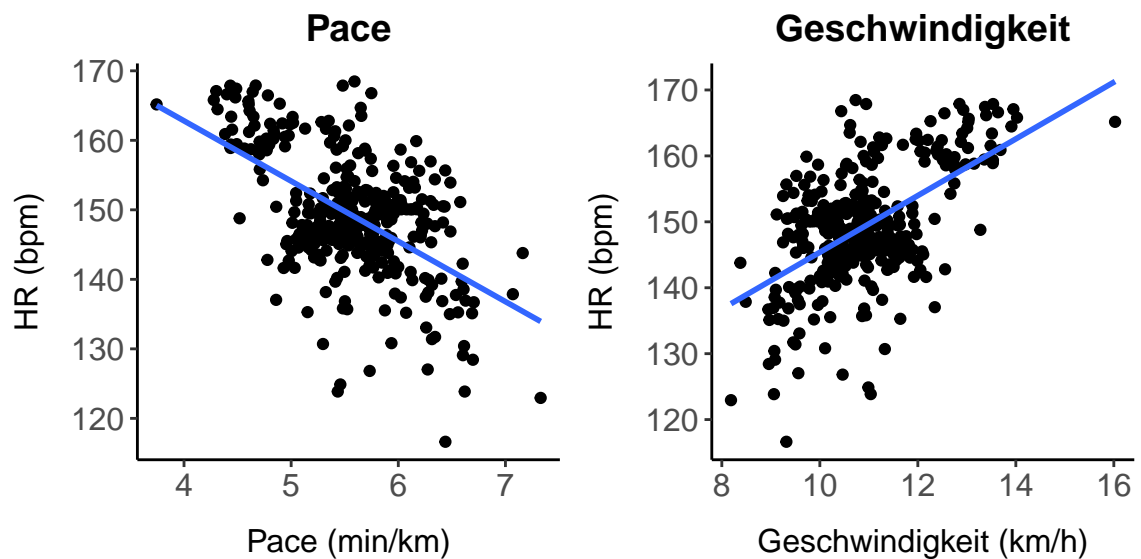 Pace
170
160
150
140
130
120
HR (bpm)
4 5 6 7
Pace (min/km)
Geschwindigkeit
170
160
150
140
130
120
HR (bpm)
8 10 12 14 16
Geschwindigkeit (km/h)